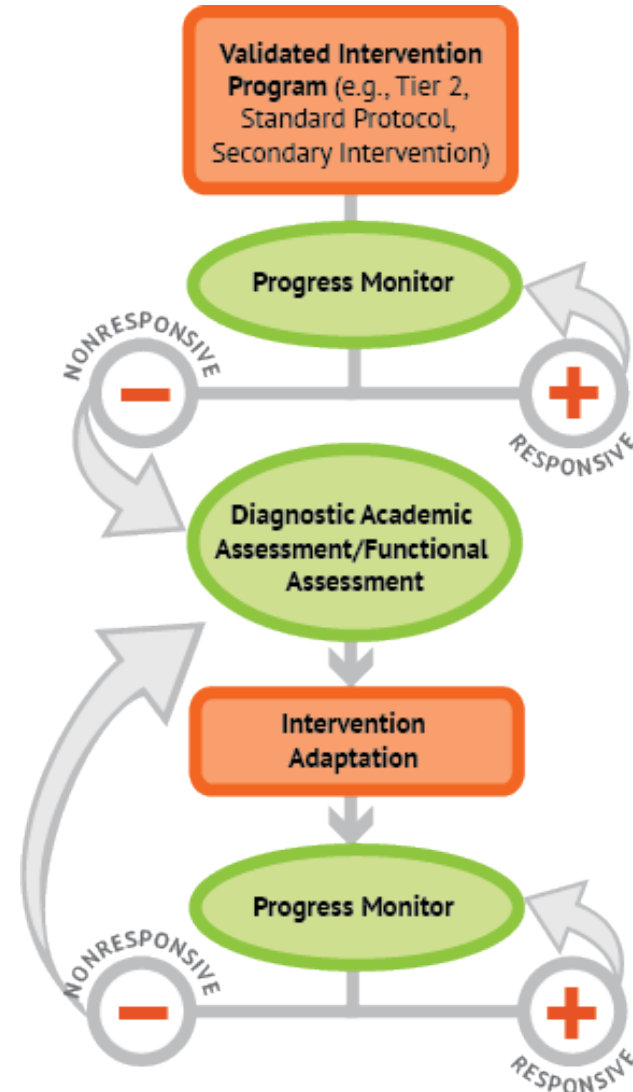 Validated Intervention
Program (e.g., Tier 2,
Standard Protocol,
Secondary Intervention)
Progress Monitor
NONRESPONSIVE
−
+
RESPONSIVE
Diagnostic Academic
Assessment/Functional
Assessment
Intervention
Adaptation
Progress Monitor
NONRESPONSIVE
−
+
RESPONSIVE